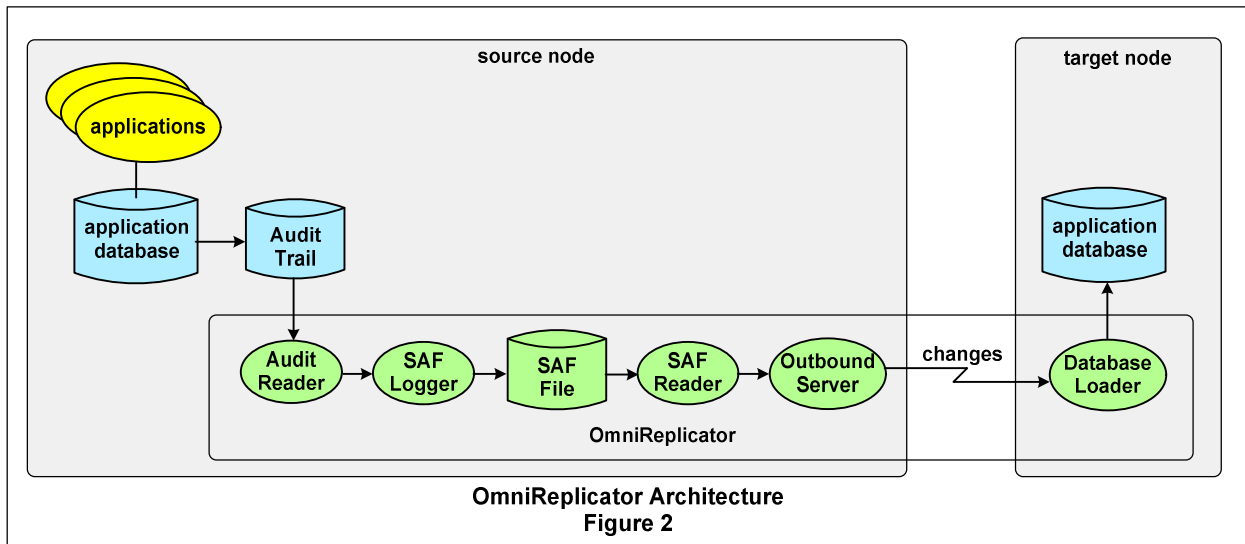 source node
target node
applications
application
database
Audit
Trail
application
database
Audit
Reader
SAF
Logger
SAF
File
SAF
Reader
Outbound
Server
changes
Database
Loader
OmniReplicator
OmniReplicator Architecture
Figure 2